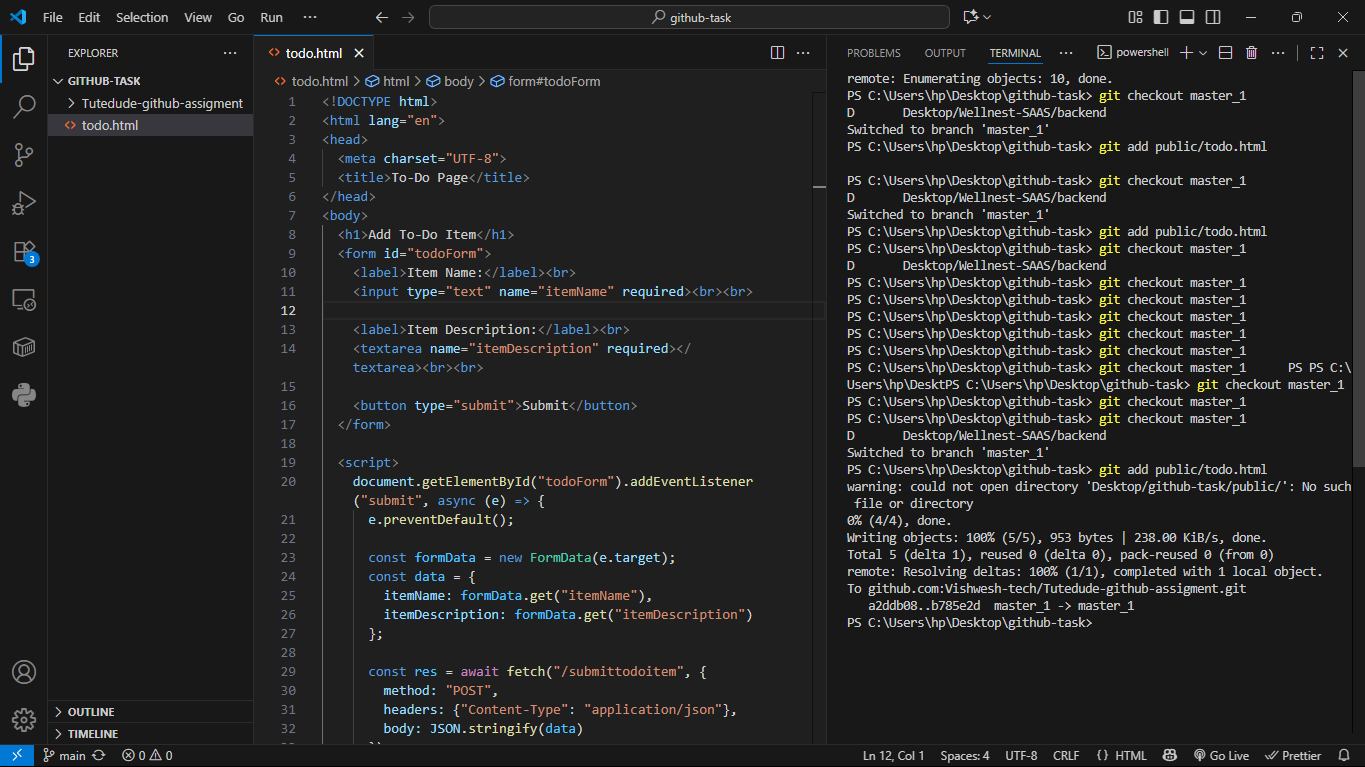 File Edit Selection View Go Run ··· github-task
EXPLORER ···
GITHUB-TASK
Tutedude-github-assigment
todo.html
OUTLINE
TIMELINE
todo.html
todo.html > html > body > form#todoForm
1 <!DOCTYPE html>
2 <html lang="en">
3 <head>
4 <meta charset="UTF-8">
5 <title>To-Do Page</title>
6 </head>
7 <body>
8 <h1>Add To-Do Item</h1>
9 <form id="todoForm">
10 <label>Item Name:</label><br>
11 <input type="text" name="itemName" required><br><br>
12
13 <label>Item Description:</label><br>
14 <textarea name="itemDescription" required></
textarea><br><br>
15
16 <button type="submit">Submit</button>
17 </form>
18
19 <script>
20 document.getElementById("todoForm").addEventListener
("submit", async (e) => {
21 e.preventDefault();
22
23 const formData = new FormData(e.target);
24 const data = {
25 itemName: formData.get("itemName"),
26 itemDescription: formData.get("itemDescription")
27 };
28
29 const res = await fetch("/submittodoitem", {
30 method: "POST",
31 headers: {"Content-Type": "application/json"},
32 body: JSON.stringify(data)
PROBLEMS OUTPUT TERMINAL ··· powershell
remote: Enumerating objects: 10, done.
PS C:\Users\hp\Desktop\github-task> git checkout master_1
D Desktop/Wellnest-SAAS/backend
Switched to branch 'master_1'
PS C:\Users\hp\Desktop\github-task> git add public/todo.html
PS C:\Users\hp\Desktop\github-task> git checkout master_1
D Desktop/Wellnest-SAAS/backend
Switched to branch 'master_1'
PS C:\Users\hp\Desktop\github-task> git add public/todo.html
PS C:\Users\hp\Desktop\github-task> git checkout master_1
D Desktop/Wellnest-SAAS/backend
PS C:\Users\hp\Desktop\github-task> git checkout master_1
PS C:\Users\hp\Desktop\github-task> git checkout master_1
PS C:\Users\hp\Desktop\github-task> git checkout master_1
PS C:\Users\hp\Desktop\github-task> git checkout master_1
PS C:\Users\hp\Desktop\github-task> git checkout master_1
PS C:\Users\hp\Desktop\github-task> git checkout master_1 PS PS C:\
Users\hp\DesktPS C:\Users\hp\Desktop\github-task> git checkout master_1
PS C:\Users\hp\Desktop\github-task> git checkout master_1
PS C:\Users\hp\Desktop\github-task> git checkout master_1
D Desktop/Wellnest-SAAS/backend
Switched to branch 'master_1'
PS C:\Users\hp\Desktop\github-task> git add public/todo.html
warning: could not open directory 'Desktop/github-task/public/': No such
file or directory
0% (4/4), done.
Writing objects: 100% (5/5), 953 bytes | 238.00 KiB/s, done.
Total 5 (delta 1), reused 0 (delta 0), pack-reused 0 (from 0)
remote: Resolving deltas: 100% (1/1), completed with 1 local object.
To github.com:Vishwesh-tech/Tutedude-github-assigment.git
a2ddb08..b785e2d master_1 -> master_1
PS C:\Users\hp\Desktop\github-task>
3
main 0 0 Ln 12, Col 1 Spaces: 4 UTF-8 CRLF {} HTML Go Live Prettier